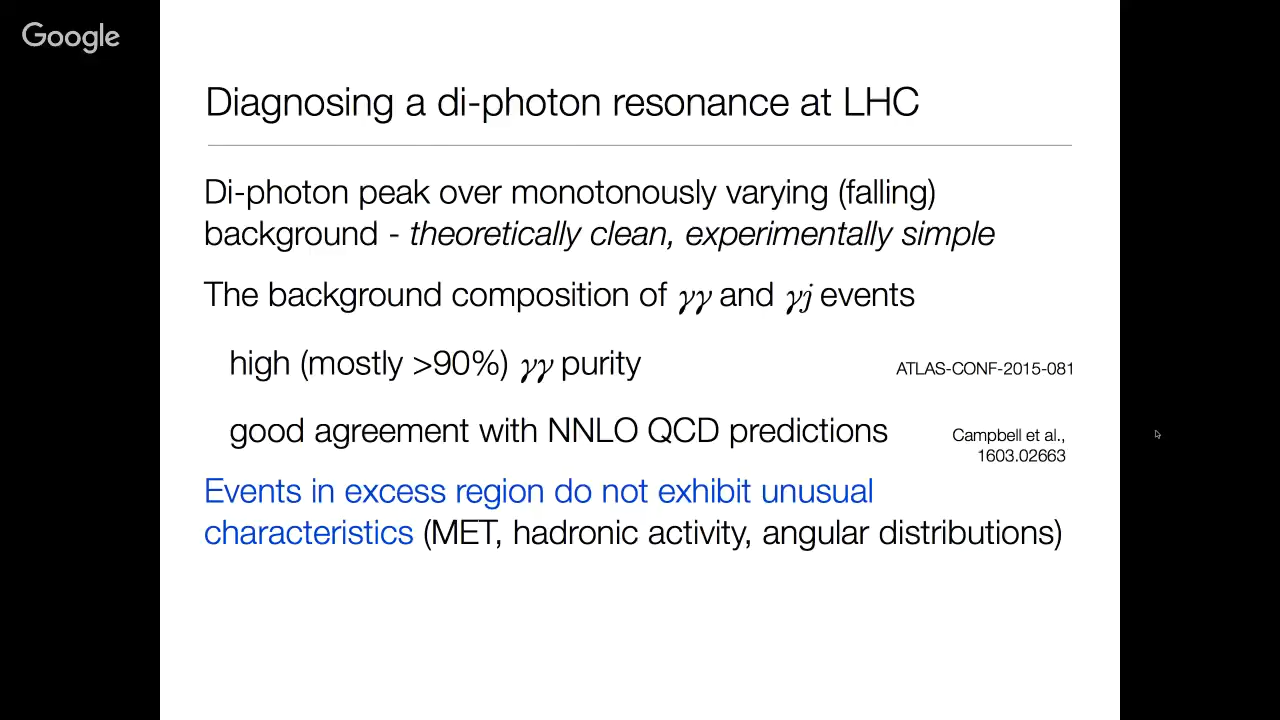 Google
Diagnosing a di-photon resonance at LHC
Di-photon peak over monotonously varying (falling)
background - theoretically clean, experimentally simple
The background composition of γγ and γj events
high (mostly >90%) γγ purity
ATLAS-CONF-2015-081
good agreement with NNLO QCD predictions
Campbell et al.,
1603.02663
Events in excess region do not exhibit unusual
characteristics (MET, hadronic activity, angular distributions)